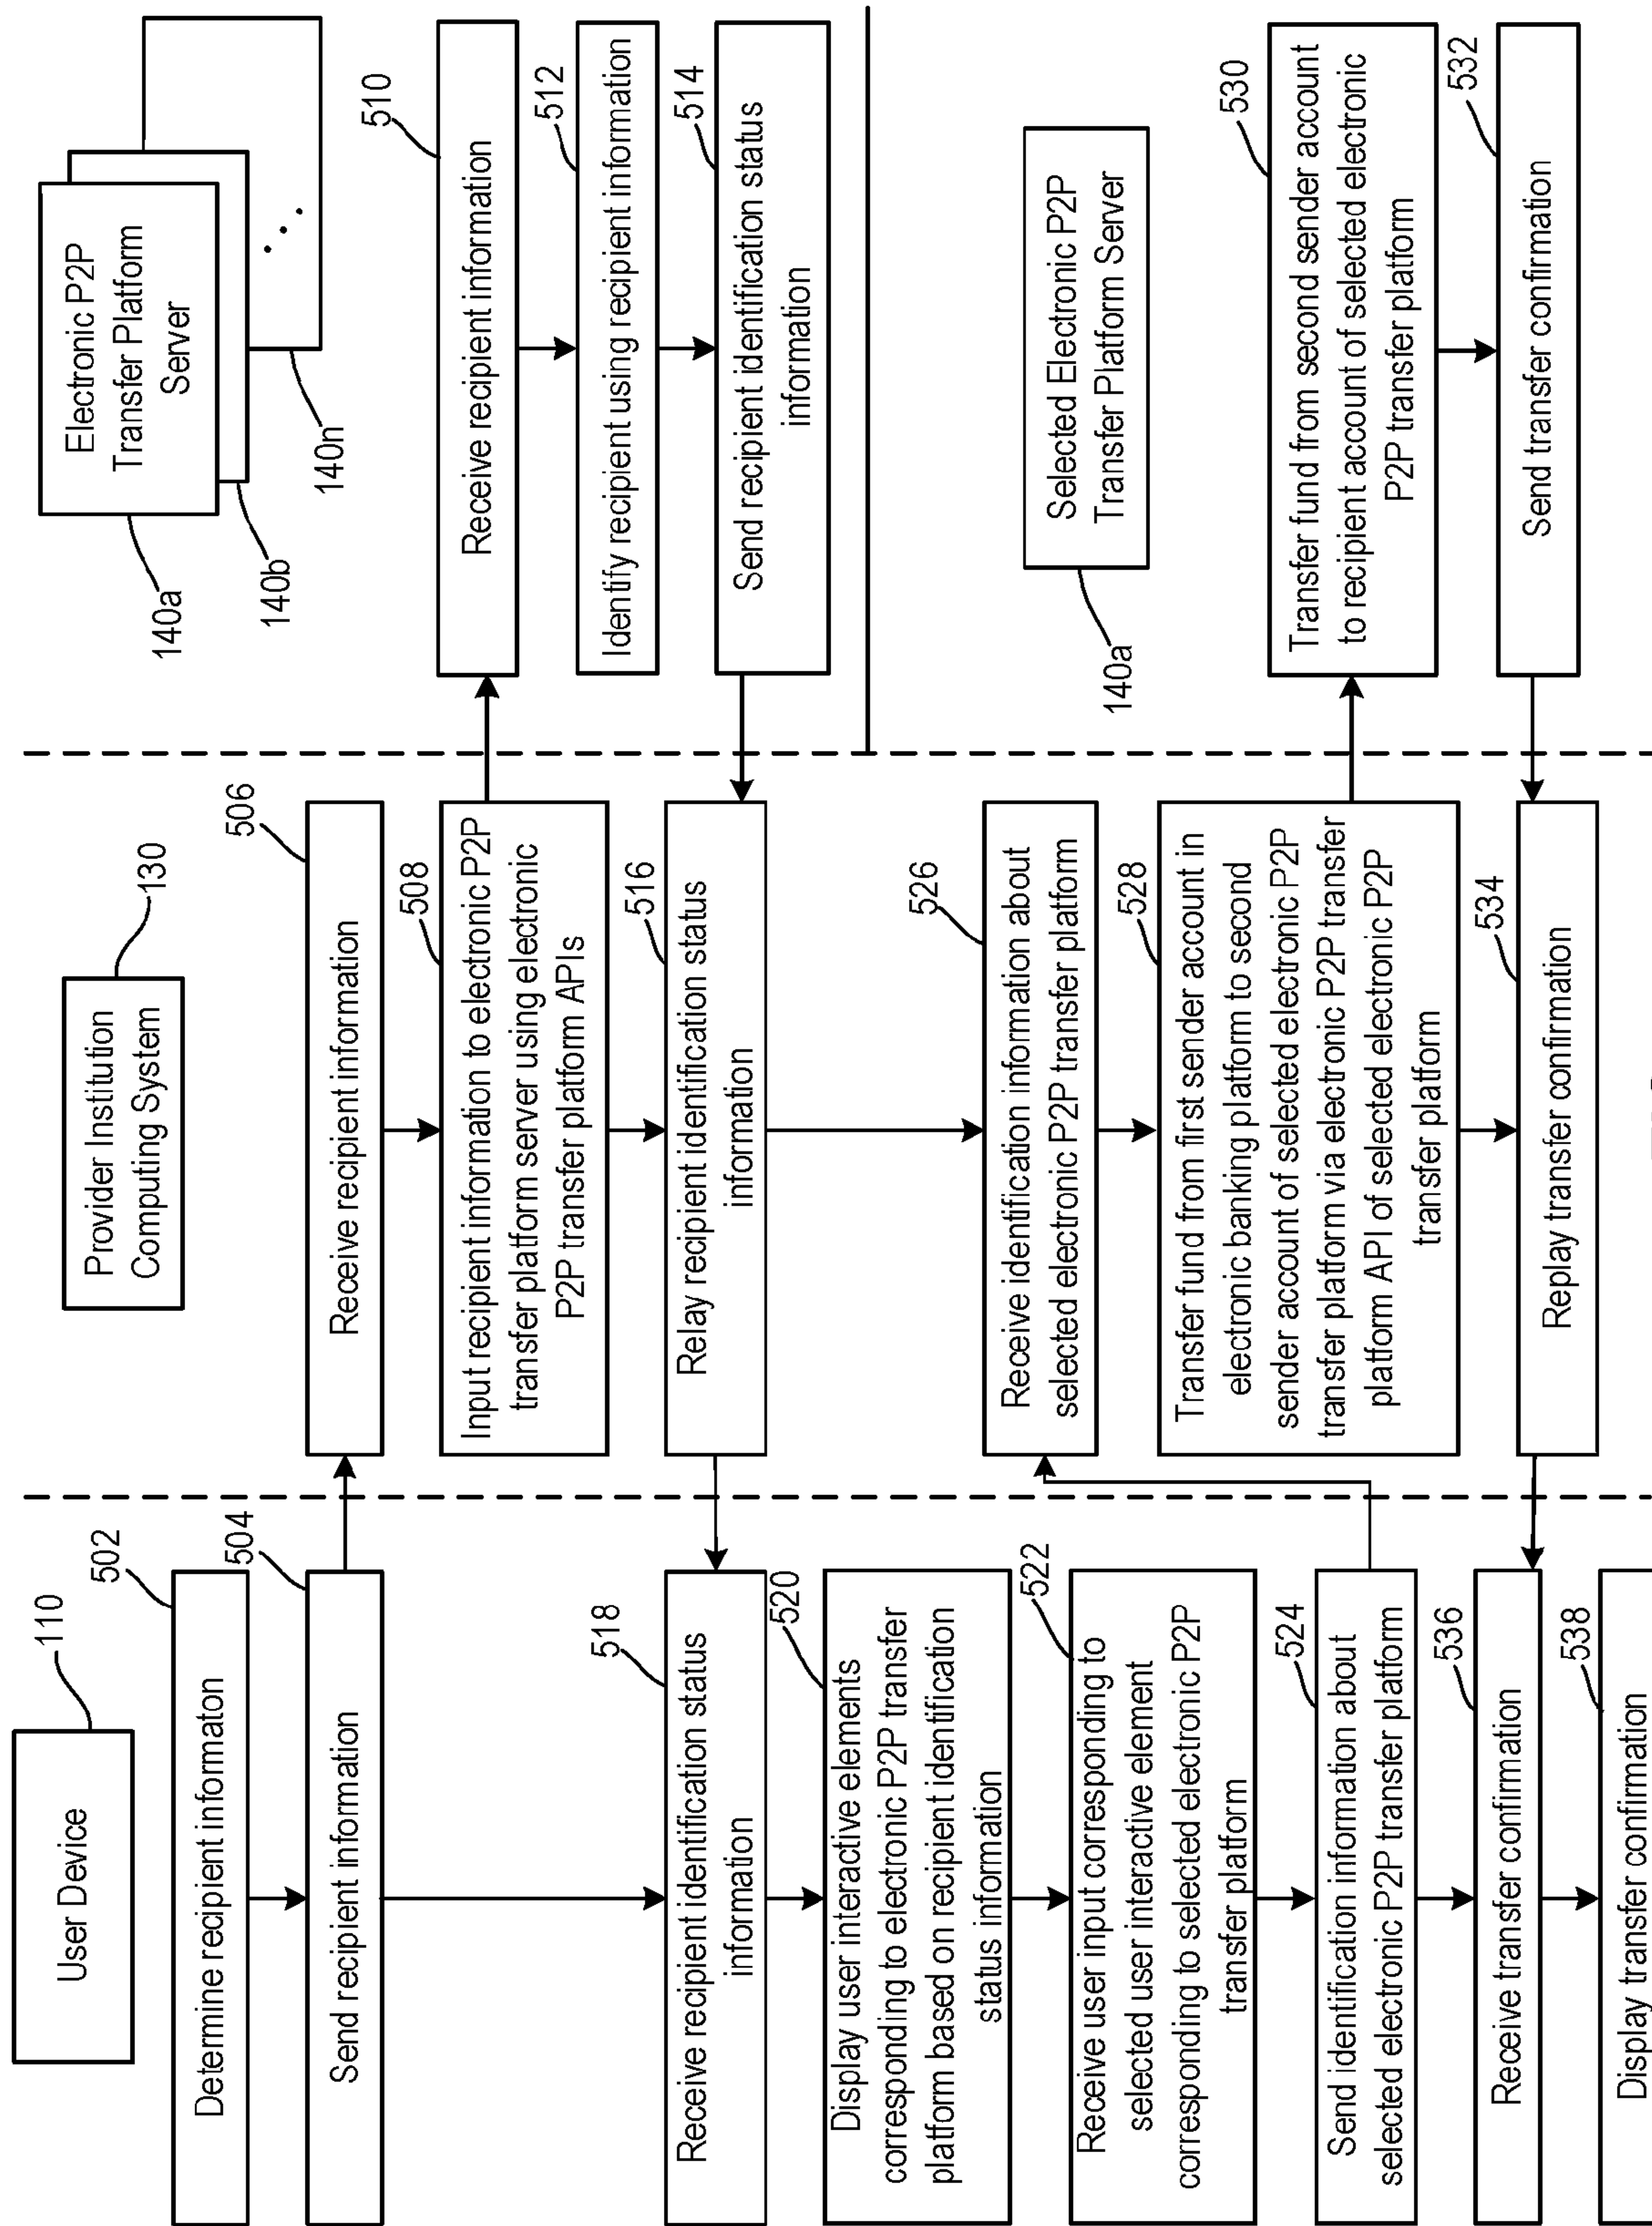 User Device
110
502
Determine recipient informaton
504
Send recipient information
518
Receive recipient identification status
information
520
Display user interactive elements
corresponding to electronic P2P transfer
platform based on recipient identification
status information
522
Receive user input corresponding to
selected user interactive element
corresponding to selected electronic P2P
transfer platform
524
Send identification information about
selected electronic P2P transfer platform
536
Receive transfer confirmation
538
Display transfer confirmation
Provider Institution
Computing System
130
506
Receive recipient information
508
Input recipient information to electronic P2P
transfer platform server using electronic
P2P transfer platform APIs
516
Relay recipient identification status
information
526
Receive identification information about
selected electronic P2P transfer platform
528
Transfer fund from first sender account in
electronic banking platform to second
sender account of selected electronic P2P
transfer platform via electronic P2P transfer
platform API of selected electronic P2P
transfer platform
534
Replay transfer confirmation
Electronic P2P
Transfer Platform
Server
140a
140b
140n
510
Receive recipient information
512
Identify recipient using recipient information
514
Send recipient identification status
information
Selected Electronic P2P
Transfer Platform Server
140a
530
Transfer fund from second sender account
to recipient account of selected electronic
P2P transfer platform
532
Send transfer confirmation